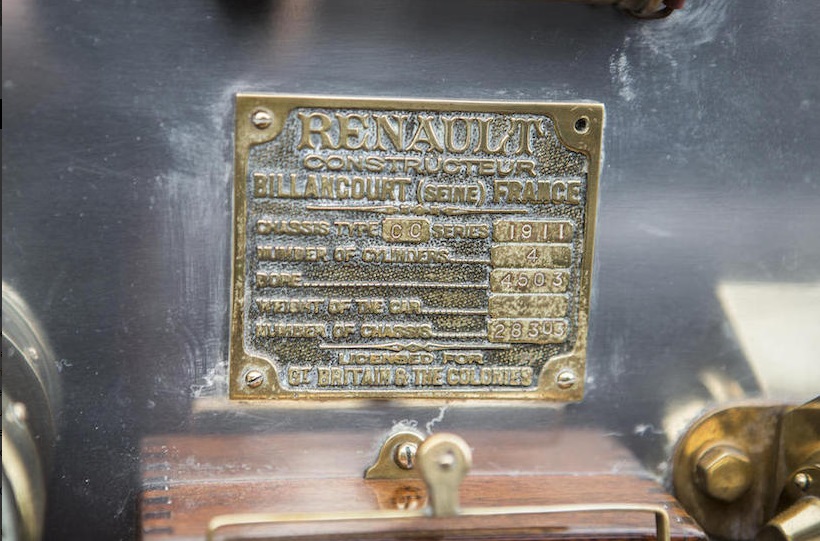 RENAULT
CONSTRUCTEUR
BILLANCOURT (SEINE) FRANCE
CHASSIS TYPE CC SERIES 1911
NUMBER OF CYLINDERS 4
BORE 4503
WEIGHT OF THE CAR
NUMBER OF CHASSIS
LICENSED FOR
GT. BRITAIN & THE COLONIES